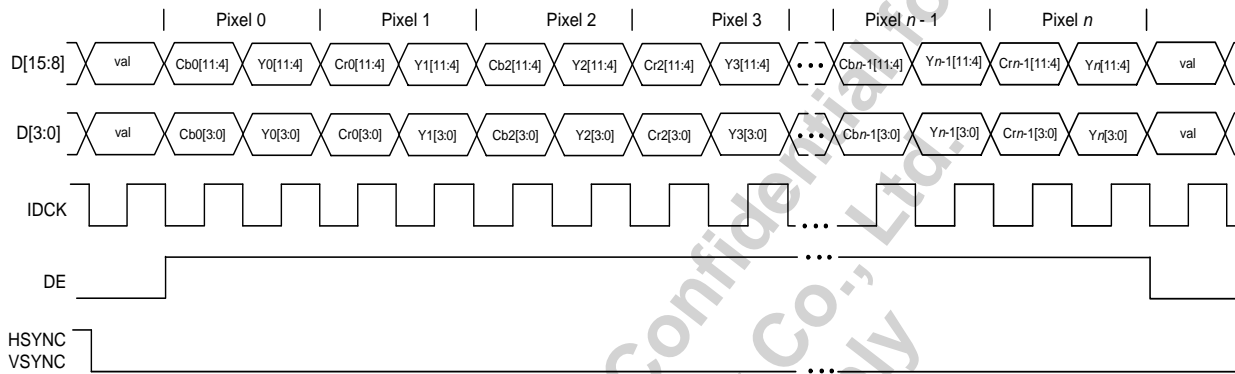 Pixel 0 Pixel 1 Pixel 2 Pixel 3 Pixel n - 1 Pixel n
D[15:8] val Cb0[11:4] Y0[11:4] Cr0[11:4] Y1[11:4] Cb2[11:4] Y2[11:4] Cr2[11:4] Y3[11:4] ••• Cbn-1[11:4] Yn-1[11:4] Crn-1[11:4] Yn[11:4] val
D[3:0] val Cb0[3:0] Y0[3:0] Cr0[3:0] Y1[3:0] Cb2[3:0] Y2[3:0] Cr2[3:0] Y3[3:0] ••• Cbn-1[3:0] Yn-1[3:0] Crn-1[3:0] Yn[3:0] val
IDCK •••
DE •••
HSYNC
VSYNC •••
Confidential for
Co., Ltd.